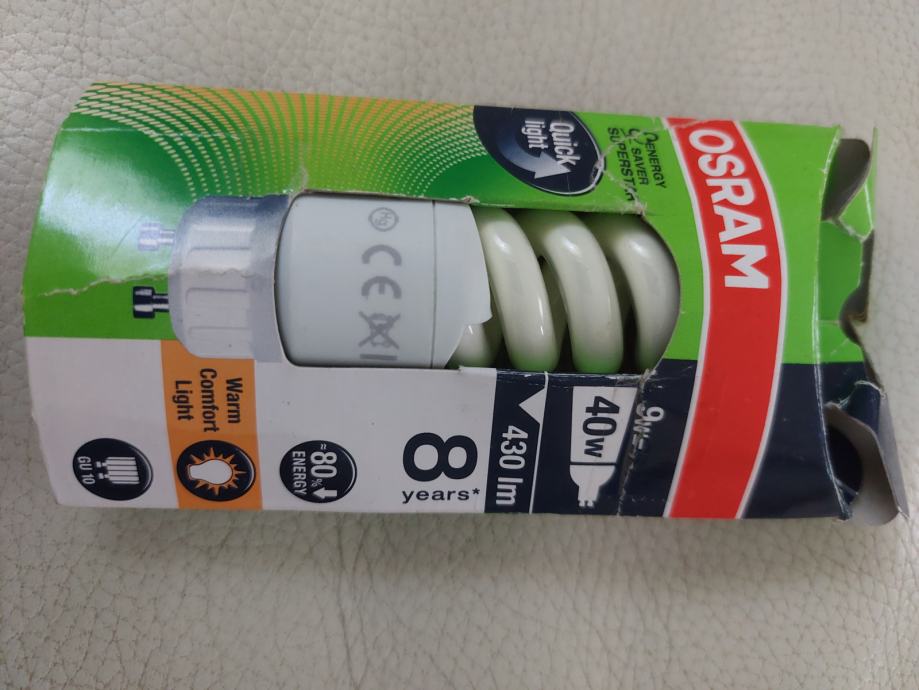 OSRAM
ENERGY
SAVER
Quick
light
9W=
40W
430 lm
8
years*
≈
80%
ENERGY
Warm
Comfort
Light
GU 10
Hg
CE